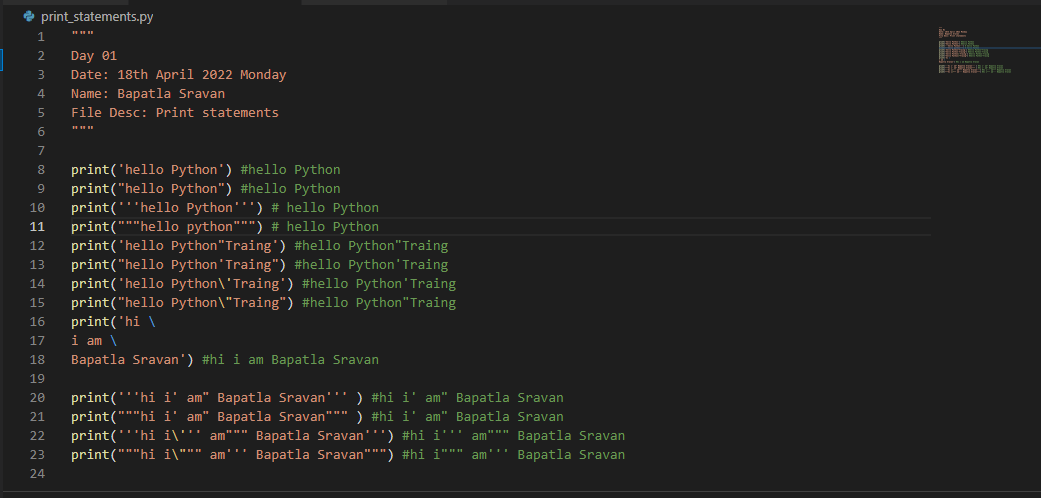 print_statements.py
1 """
2 Day 01
3 Date: 18th April 2022 Monday
4 Name: Bapatla Sravan
5 File Desc: Print statements
6 """
7
8 print('hello Python') #hello Python
9 print("hello Python") #hello Python
10 print('''hello Python''') # hello Python
11 print("""hello python""") # hello Python
12 print('hello Python"Traing') #hello Python"Traing
13 print("hello Python'Traing") #hello Python'Traing
14 print('hello Python\'Traing') #hello Python'Traing
15 print("hello Python\"Traing") #hello Python"Traing
16 print('hi \
17 i am \
18 Bapatla Sravan') #hi i am Bapatla Sravan
19
20 print('''hi i' am" Bapatla Sravan''' ) #hi i' am" Bapatla Sravan
21 print("""hi i' am" Bapatla Sravan""" ) #hi i' am" Bapatla Sravan
22 print('''hi i\''' am""" Bapatla Sravan''') #hi i''' am""" Bapatla Sravan
23 print("""hi i\""" am''' Bapatla Sravan""") #hi i""" am''' Bapatla Sravan
24